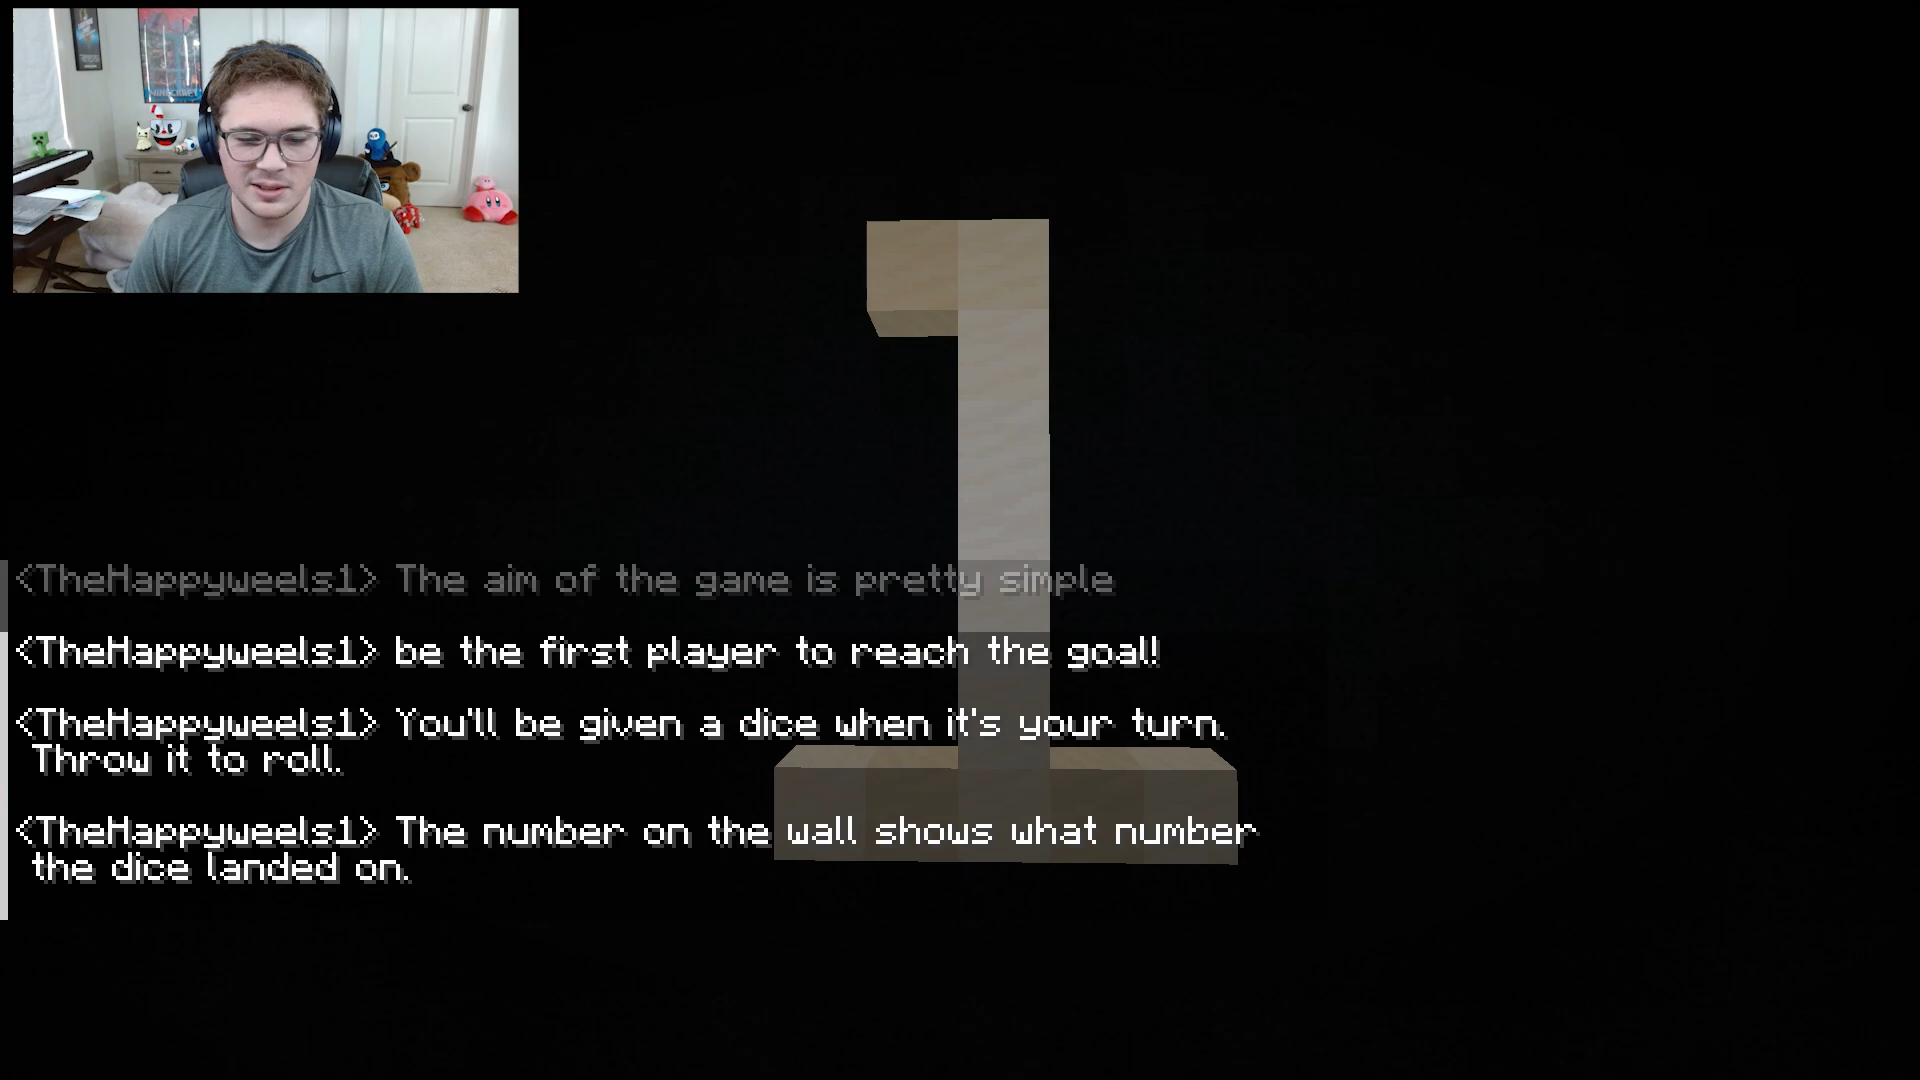 MINECRAFT
<TheHappyweels1> The aim of the game is pretty simple
<TheHappyweels1> be the first player to reach the goal!
<TheHappyweels1> You'll be given a dice when it's your turn.
Throw it to roll.
<TheHappyweels1> The number on the wall shows what number
the dice landed on.
1